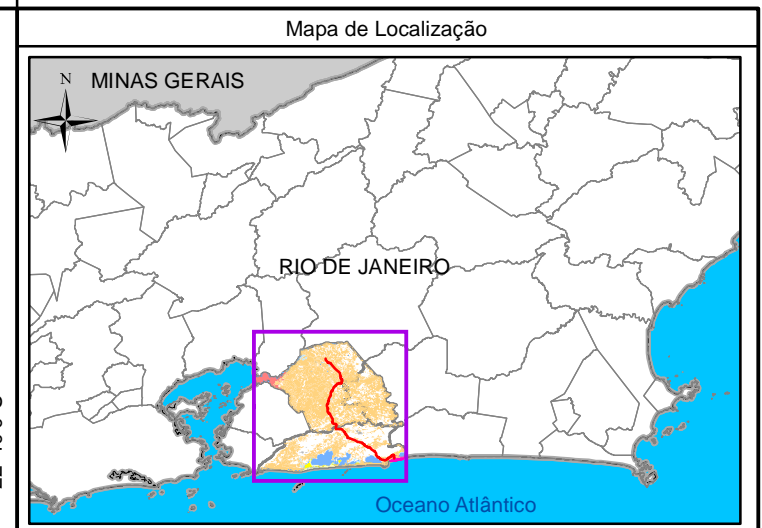 Mapa de Localização
N
MINAS GERAIS
RIO DE JANEIRO
Oceano Atlântico